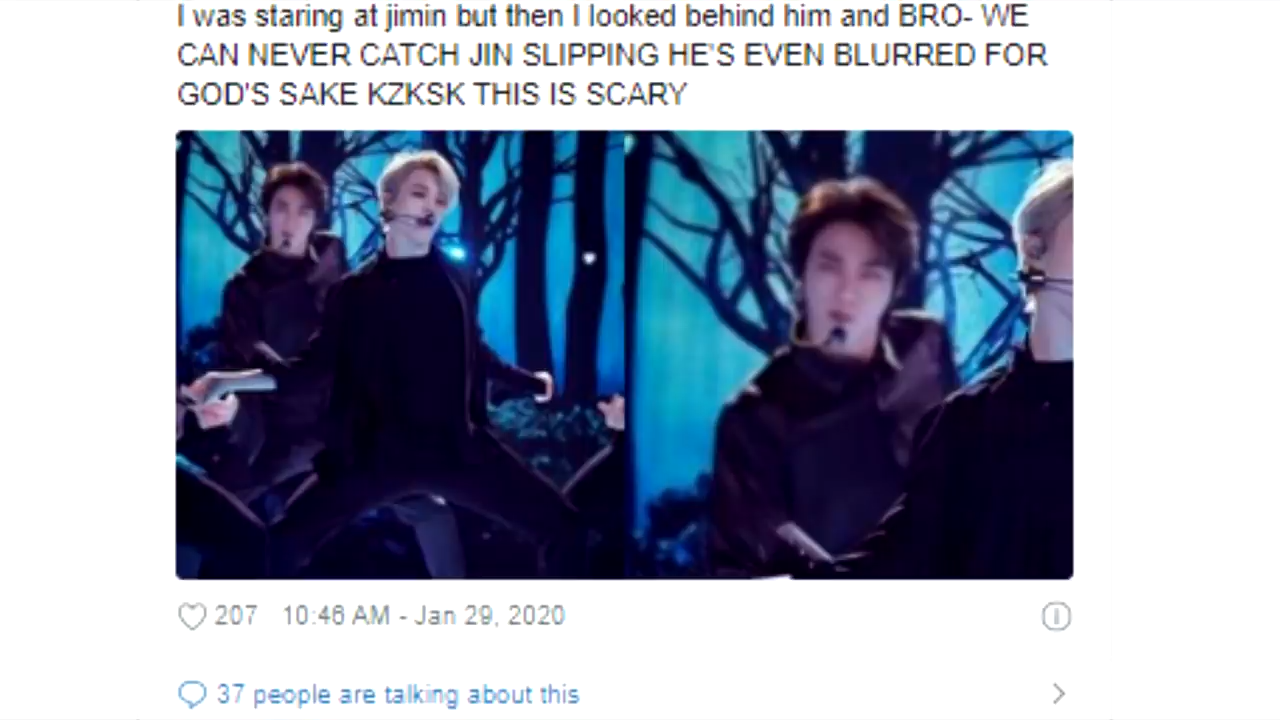 I was staring at jimin but then I looked behind him and BRO- WE
CAN NEVER CATCH JIN SLIPPING HE'S EVEN BLURRED FOR
GOD'S SAKE KZKSK THIS IS SCARY
207 10:46 AM - Jan 29, 2020
37 people are talking about this